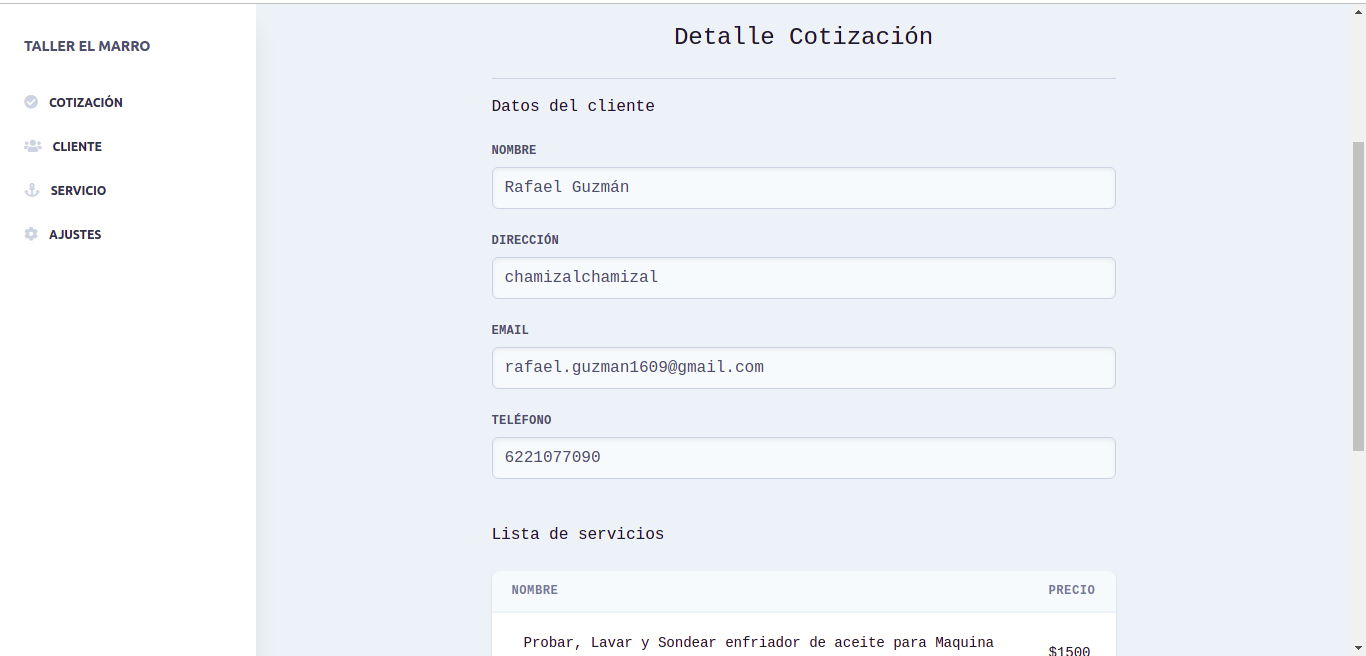 TALLER EL MARRO
COTIZACIÓN
CLIENTE
SERVICIO
AJUSTES
Detalle Cotización
Datos del cliente
NOMBRE
Rafael Guzmán
DIRECCIÓN
chamizalchamizal
EMAIL
rafael.guzman1609@gmail.com
TELÉFONO
6221077090
Lista de servicios
NOMBRE PRECIO
Probar, Lavar y Sondear enfriador de aceite para Maquina
$1500